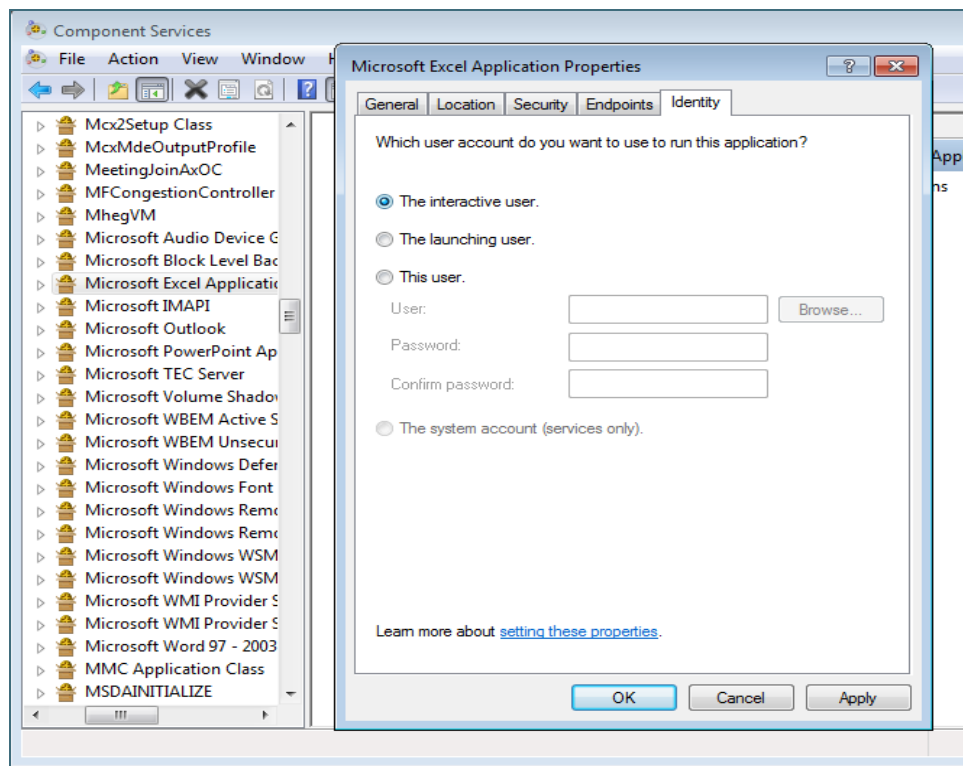 Component Services
File Action View Window H
Mcx2Setup Class
McxMdeOutputProfile
MeetingJoinAxOC
MFCongestionController
MhegVM
Microsoft Audio Device G
Microsoft Block Level Bac
Microsoft Excel Applicatic
Microsoft IMAPI
Microsoft Outlook
Microsoft PowerPoint Ap
Microsoft TEC Server
Microsoft Volume Shadov
Microsoft WBEM Active S
Microsoft WBEM Unsecur
Microsoft Windows Defer
Microsoft Windows Font
Microsoft Windows Remo
Microsoft Windows Remo
Microsoft Windows WSM
Microsoft Windows WSM
Microsoft WMI Provider S
Microsoft WMI Provider S
Microsoft Word 97 - 2003
MMC Application Class
MSDAINITIALIZE
Microsoft Excel Application Properties
General Location Security Endpoints Identity
Which user account do you want to use to run this application?
The interactive user.
The launching user.
This user.
User:
Browse...
Password:
Confirm password:
The system account (services only).
Learn more about setting these properties.
OK Cancel Apply
App
ns